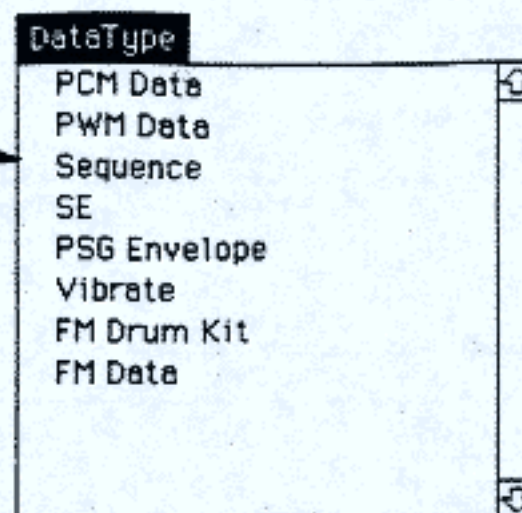 DataType
PCM Data
PWM Data
Sequence
SE
PSG Envelope
Vibrate
FM Drum Kit
FM Data